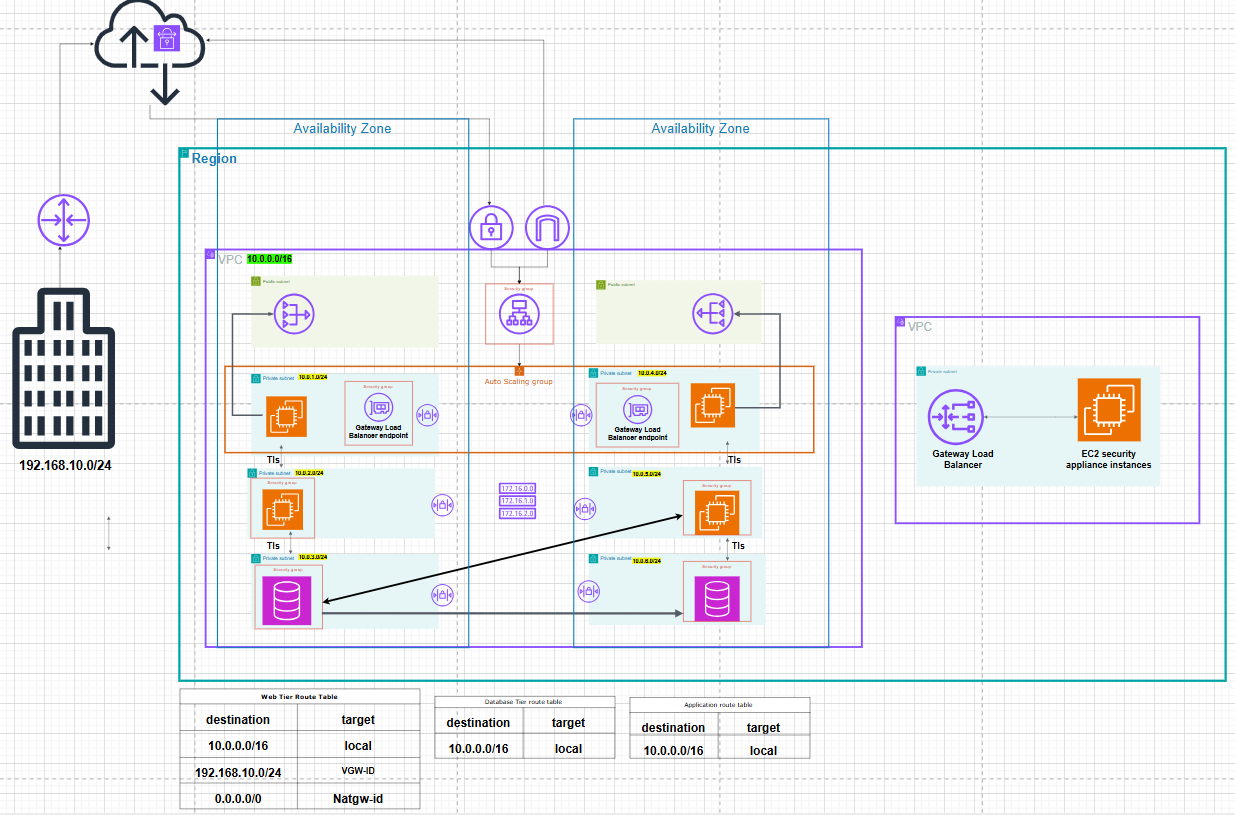 Availability Zone
Availability Zone
Region
VPC 10.0.0.0/16
Public subnet
Security group
Public subnet
VPC
Private subnet 10.0.1.0/24
Security group
Gateway Load
Balancer endpoint
Auto Scaling group
Private subnet 10.0.4.0/24
Security group
Gateway Load
Balancer endpoint
Private subnet
Gateway Load
Balancer
EC2 security
appliance instances
192.168.10.0/24
Tls
Tls
Private subnet 10.0.2.0/24
Security group
172.16.0.0
172.16.1.0
172.16.2.0
Private subnet 10.0.5.0/24
Security group
Tls
Tls
Private subnet 10.0.3.0/24
Security group
Private subnet 10.0.6.0/24
Security group
Web Tier Route Table
destination target
10.0.0.0/16 local
192.168.10.0/24 VGW-ID
0.0.0.0/0 Natgw-id
Database Tier route table
destination target
10.0.0.0/16 local
Application route table
destination target
10.0.0.0/16 local